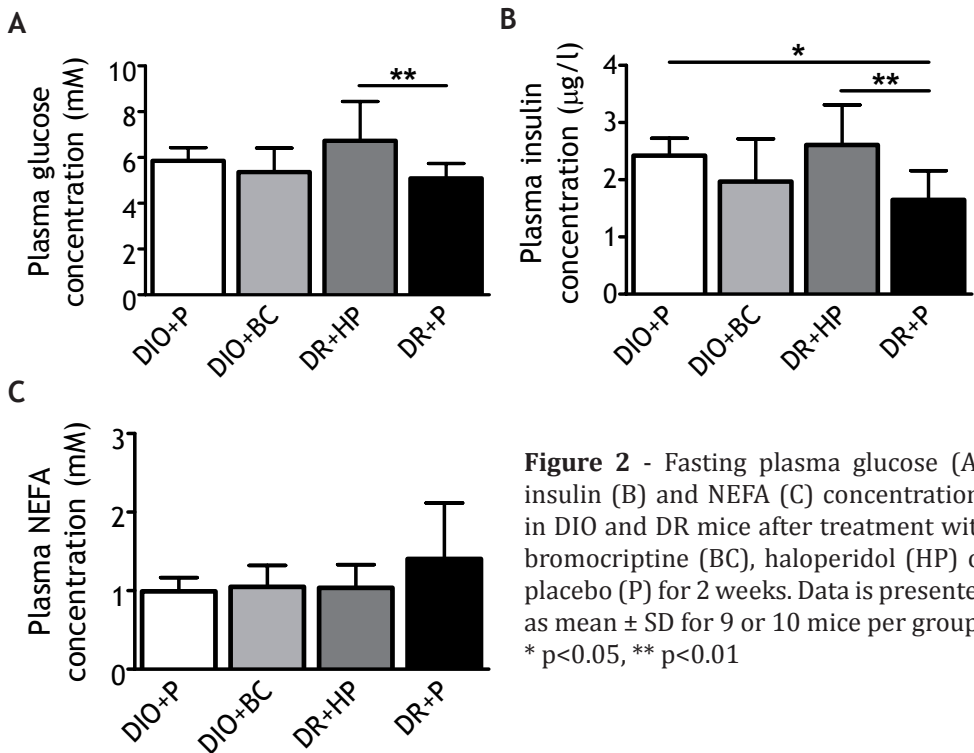 A
Plasma glucose
concentration (mM)
10
8
6
4
2
0
**
DIO+P
DIO+BC
DR+HP
DR+P
B
Plasma insulin
concentration (µg/l)
4
3
2
1
0
*
**
DIO+P
DIO+BC
DR+HP
DR+P
C
Plasma NEFA
concentration (mM)
3
2
1
0
DIO+P
DIO+BC
DR+HP
DR+P
Figure 2 - Fasting plasma glucose (A
insulin (B) and NEFA (C) concentration
in DIO and DR mice after treatment wit
bromocriptine (BC), haloperidol (HP) o
placebo (P) for 2 weeks. Data is presente
as mean ± SD for 9 or 10 mice per group
* p<0.05, ** p<0.01